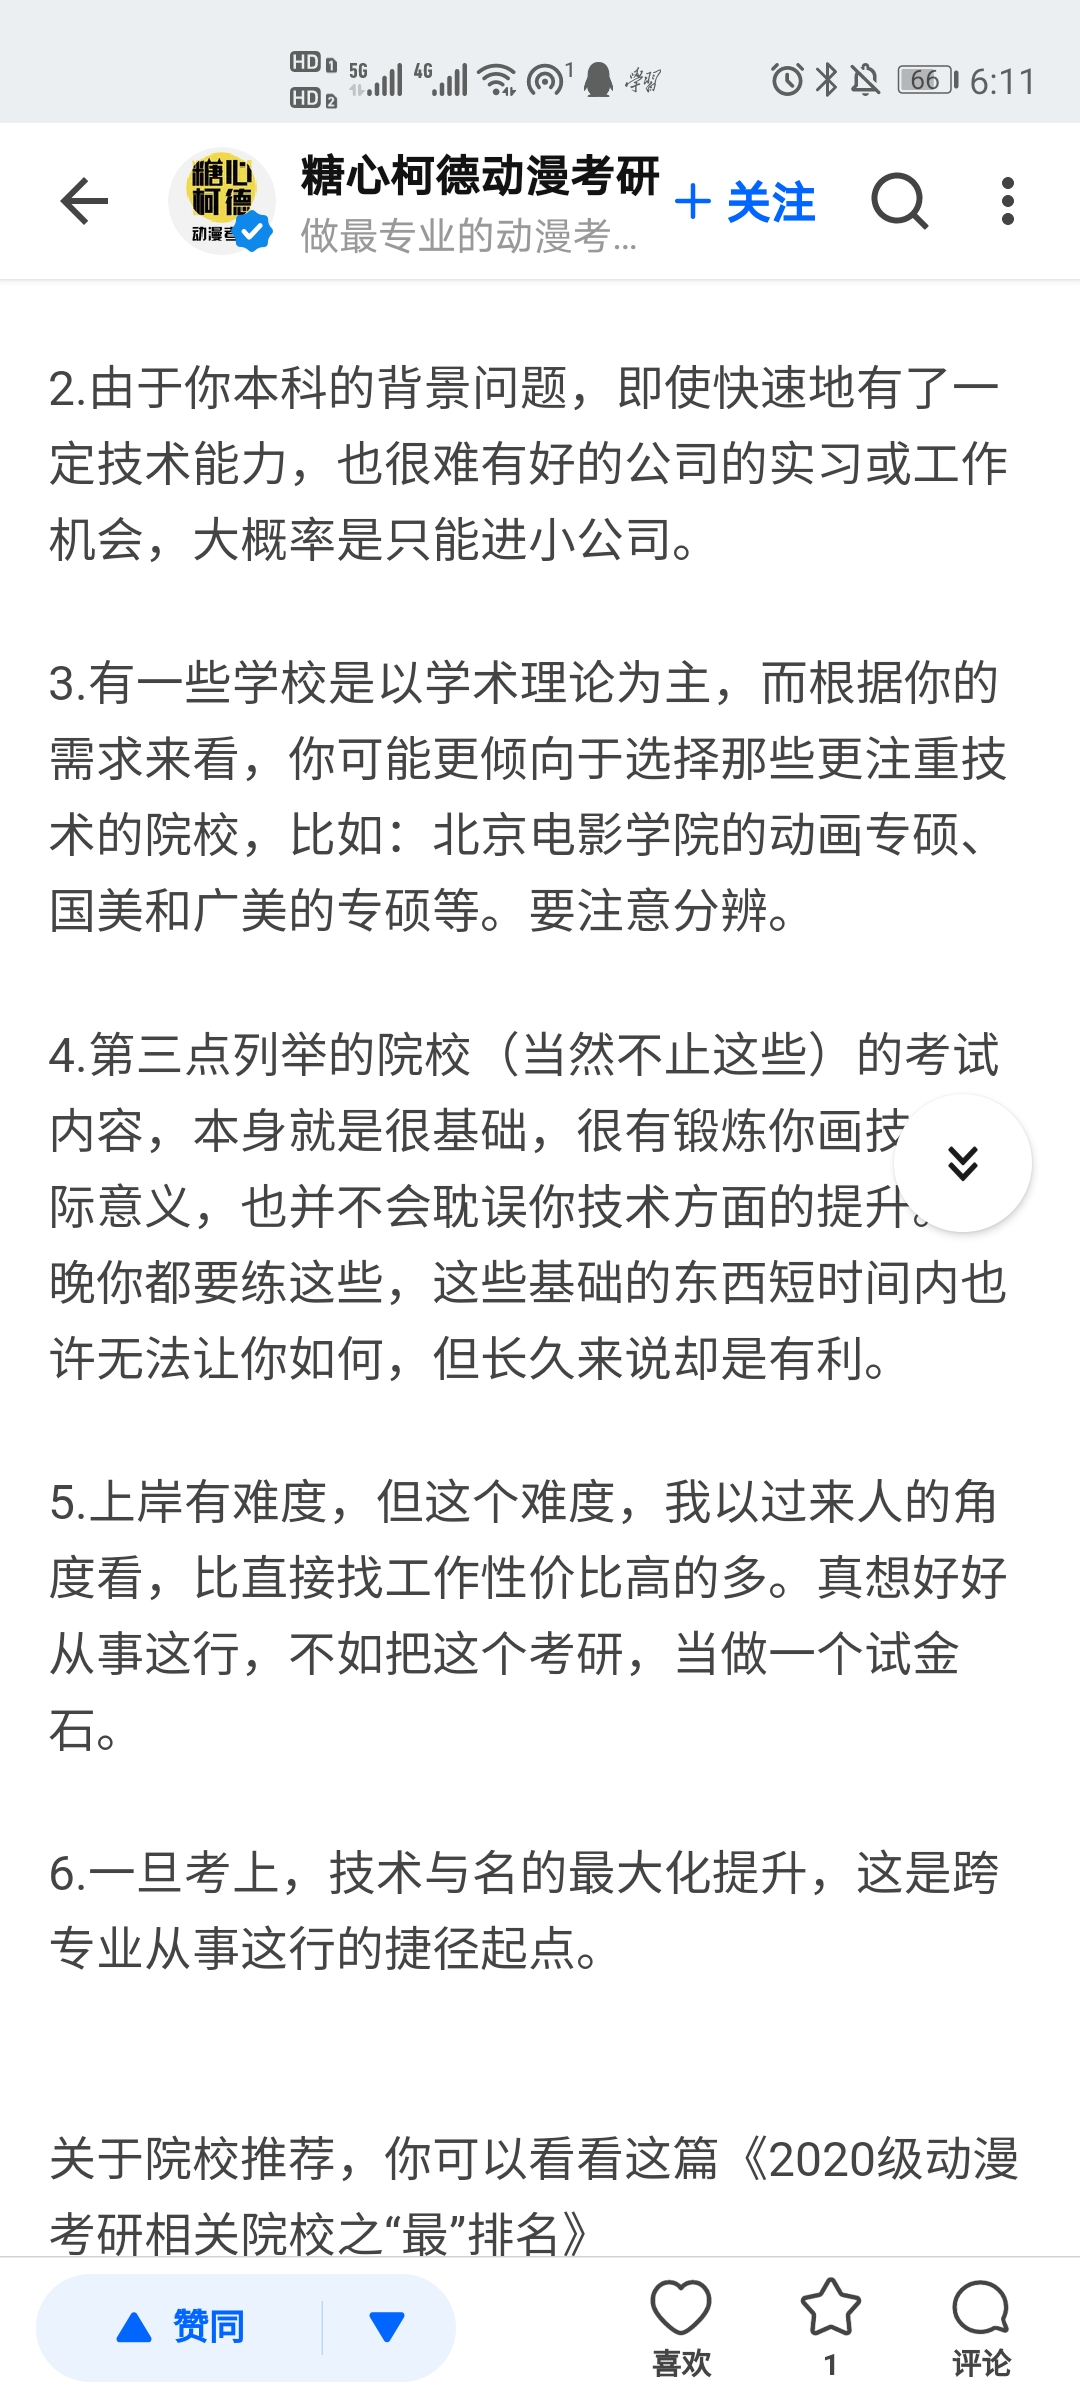 HD 1 5G 4G 1 學習 66 6:11
HD 2
糖心柯德动漫考研
做最专业的动漫考...
+ 关注
糖心
柯德
动漫考
2.由于你本科的背景问题，即使快速地有了一
定技术能力，也很难有好的公司的实习或工作
机会，大概率是只能进小公司。
3.有一些学校是以学术理论为主，而根据你的
需求来看，你可能更倾向于选择那些更注重技
术的院校，比如：北京电影学院的动画专硕、
国美和广美的专硕等。要注意分辨。
4.第三点列举的院校（当然不止这些）的考试
内容，本身就是很基础，很有锻炼你画技
际意义，也并不会耽误你技术方面的提升。
晚你都要练这些，这些基础的东西短时间内也
许无法让你如何，但长久来说却是有利。
5.上岸有难度，但这个难度，我以过来人的角
度看，比直接找工作性价比高的多。真想好好
从事这行，不如把这个考研，当做一个试金
石。
6.一旦考上，技术与名的最大化提升，这是跨
专业从事这行的捷径起点。
关于院校推荐，你可以看看这篇《2020级动漫
考研相关院校之“最”排名》
赞同
喜欢
1
评论